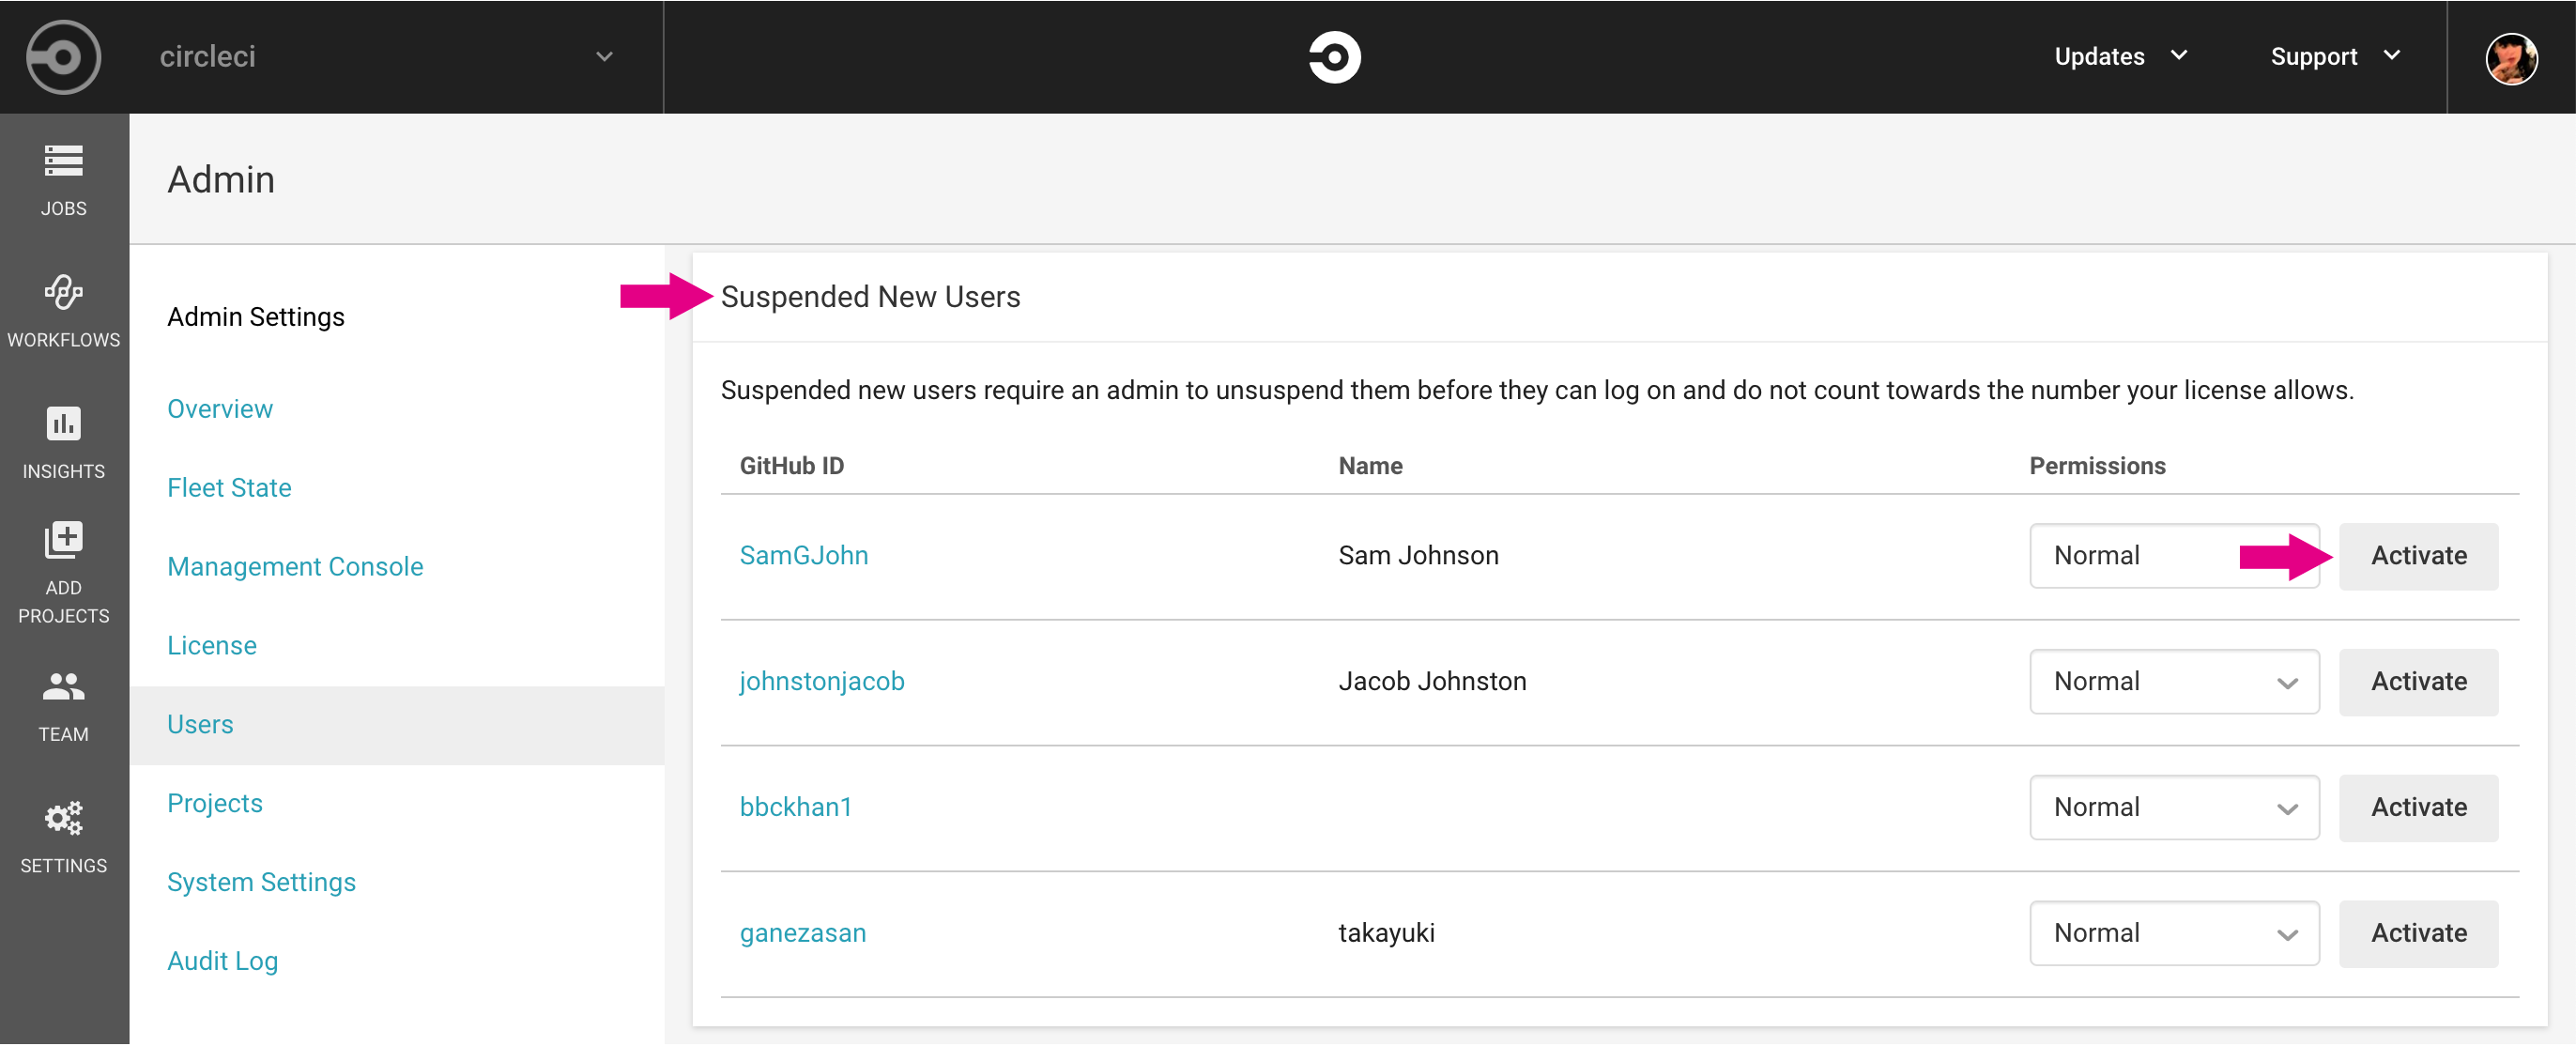 circleci
Updates
Support
JOBS
WORKFLOWS
INSIGHTS
ADD
PROJECTS
TEAM
SETTINGS
Admin
Admin Settings
Overview
Fleet State
Management Console
License
Users
Projects
System Settings
Audit Log
Suspended New Users
Suspended new users require an admin to unsuspend them before they can log on and do not count towards the number your license allows.
GitHub ID Name Permissions
SamGJohn Sam Johnson Normal Activate
johnstonjacob Jacob Johnston Normal Activate
bbckhan1 Normal Activate
ganezasan takayuki Normal Activate